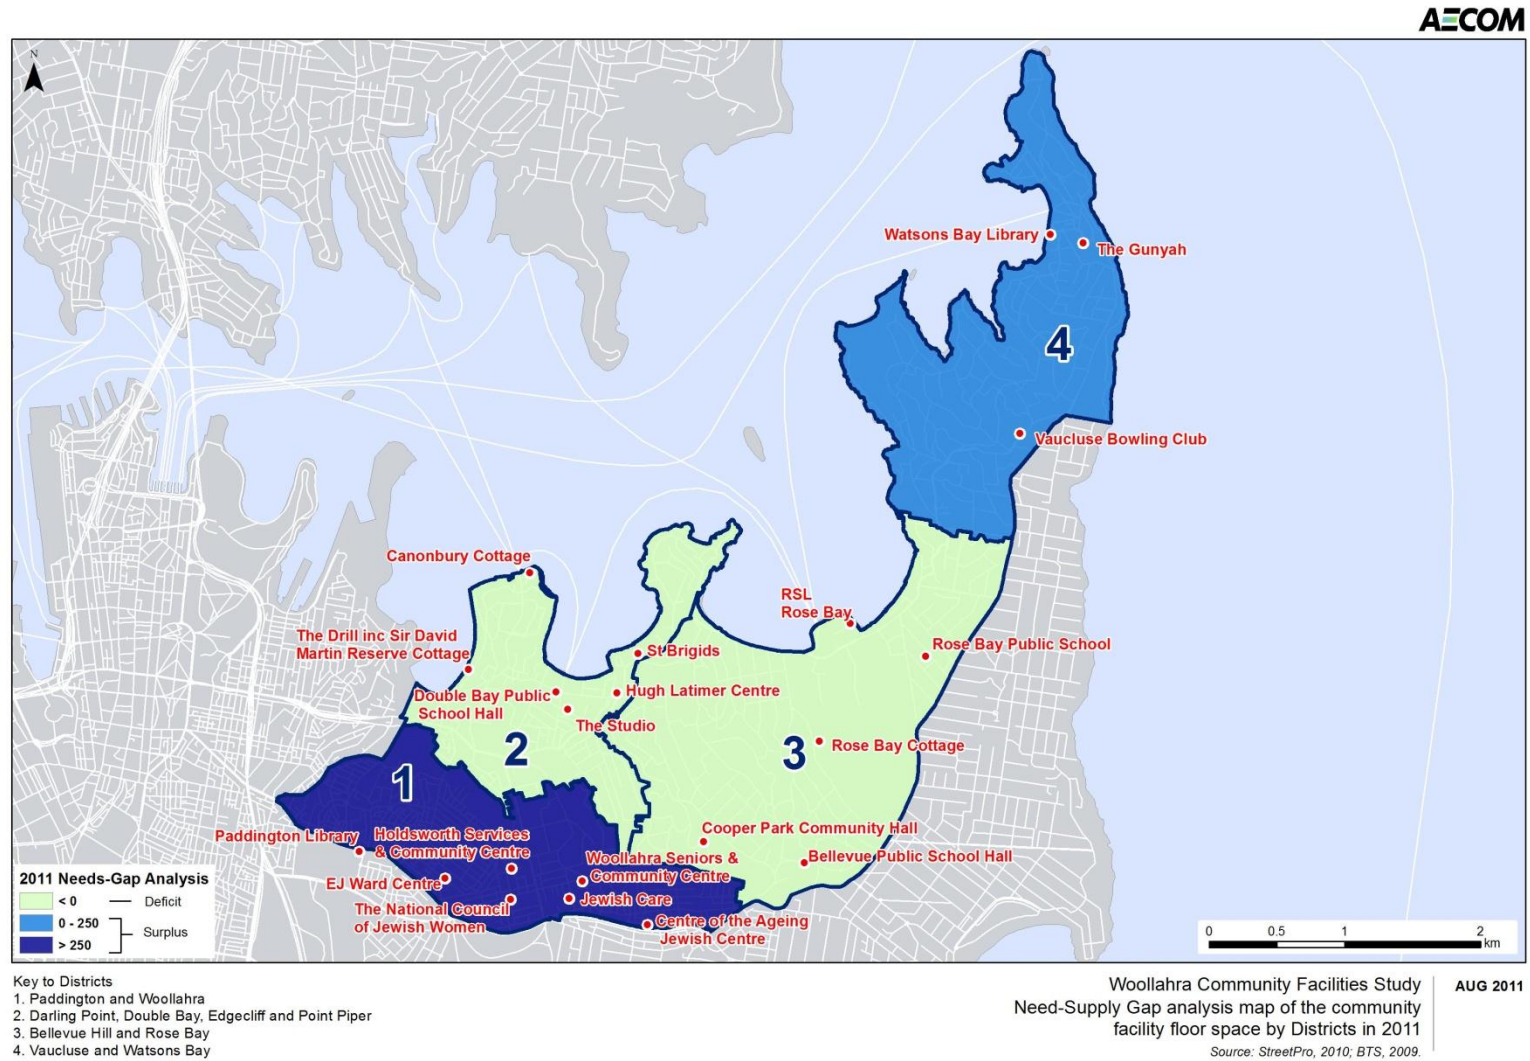 AECOM
N
Watsons Bay Library
The Gunyah
4
Vaucluse Bowling Club
Canonbury Cottage
RSL
Rose Bay
The Drill inc Sir David
Martin Reserve Cottage
St Brigids
Rose Bay Public School
Double Bay Public
School Hall
Hugh Latimer Centre
The Studio
2
3
Rose Bay Cottage
1
Paddington Library
Holdsworth Services
& Community Centre
Cooper Park Community Hall
Bellevue Public School Hall
Woollahra Seniors &
Community Centre
EJ Ward Centre
Jewish Care
The National Council
of Jewish Women
Centre of the Ageing
Jewish Centre
2011 Needs-Gap Analysis
< 0 Deficit
0 - 250
Surplus
> 250
0 0.5 1 2
km
Key to Districts
1. Paddington and Woollahra
2. Darling Point, Double Bay, Edgecliff and Point Piper
3. Bellevue Hill and Rose Bay
4. Vaucluse and Watsons Bay
Woollahra Community Facilities Study
Need-Supply Gap analysis map of the community
facility floor space by Districts in 2011
Source: StreetPro, 2010; BTS, 2009.
AUG 2011